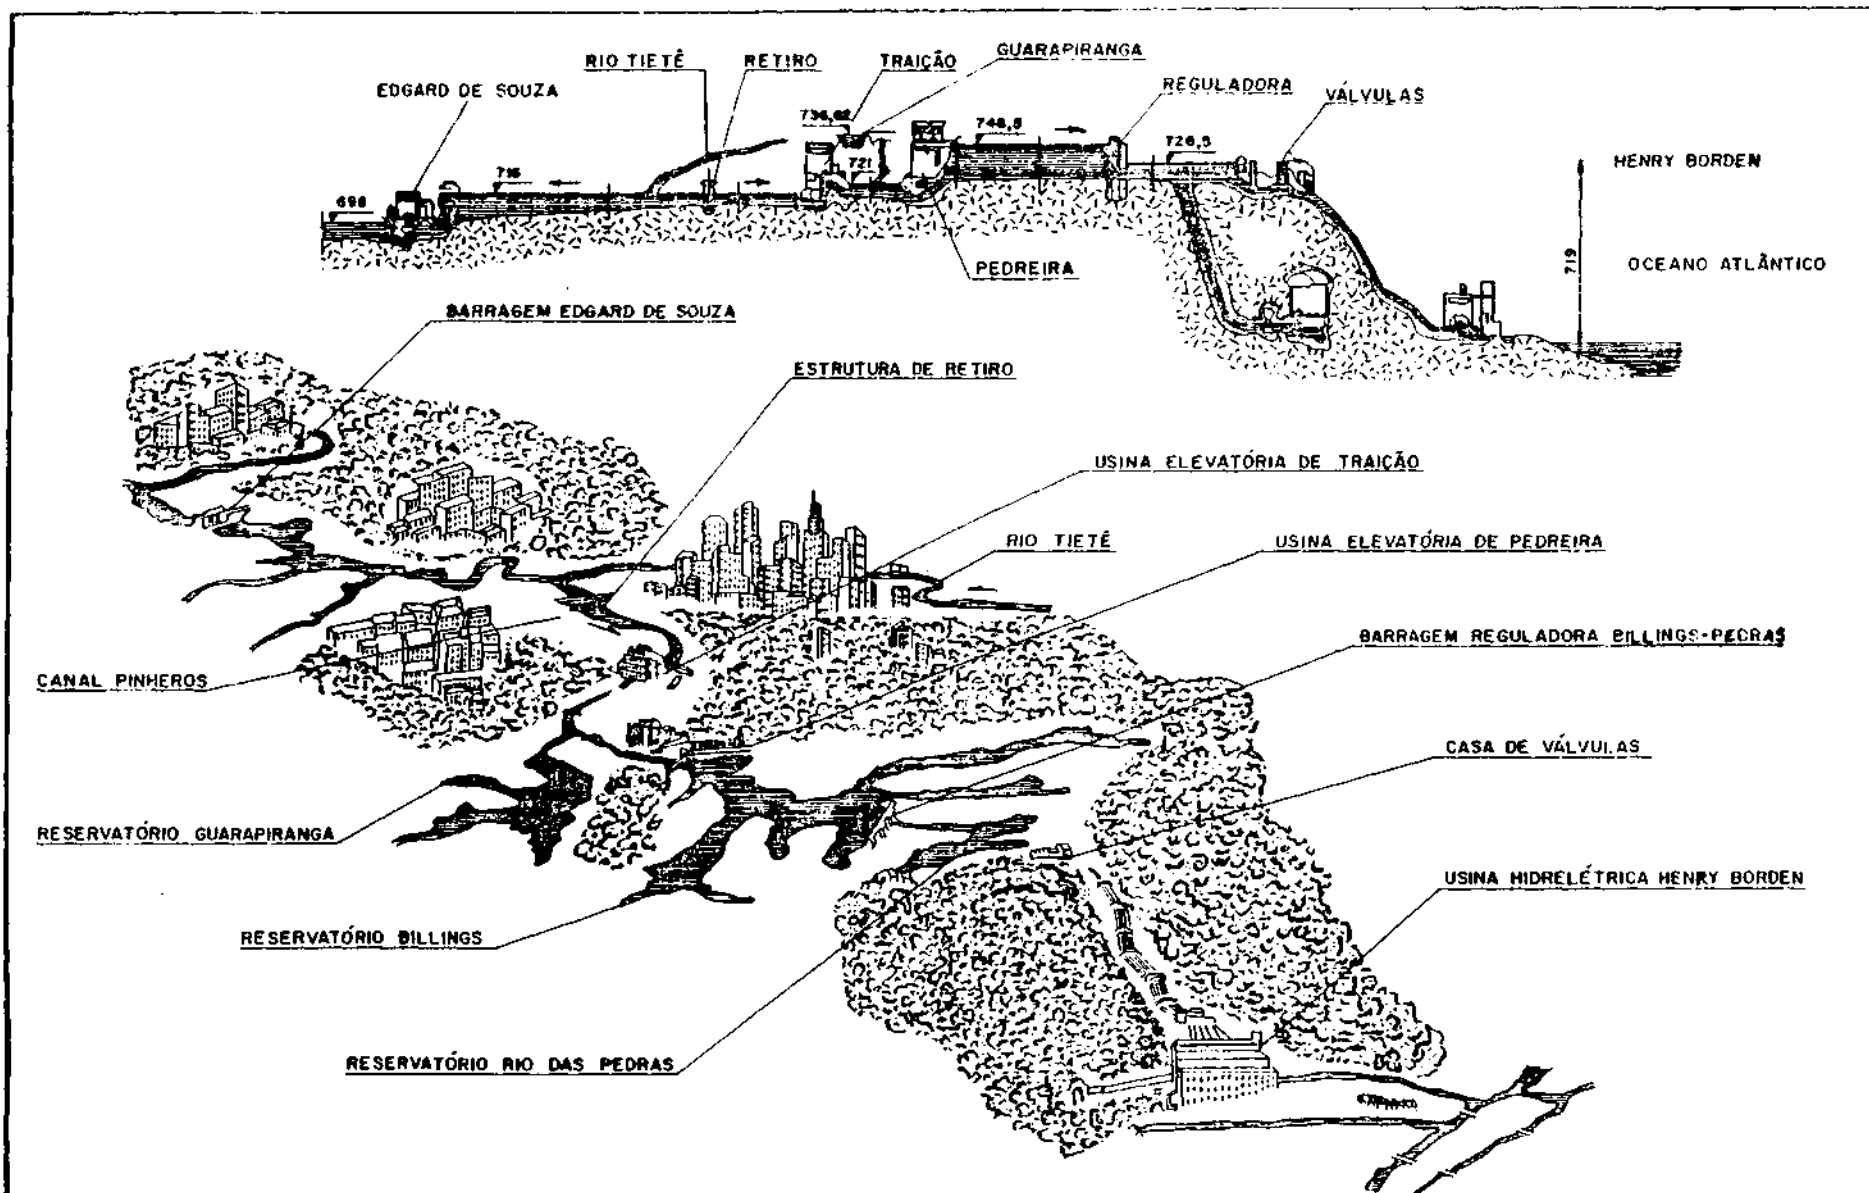 GUARAPIRANGA
RIO TIETÊ
RETIRO
TRAIÇÃO
EDGARD DE SOUZA
REGULADORA
VÁLVULAS
736,62
746,5
728,5
HENRY BORDEN
716
721
698
719
PEDREIRA
OCEANO ATLÂNTICO
BARRAGEM EDGARD DE SOUZA
ESTRUTURA DE RETIRO
USINA ELEVATÓRIA DE TRAIÇÃO
RIO TIETÊ
USINA ELEVATÓRIA DE PEDREIRA
BARRAGEM REGULADORA BILLINGS-PEDRAS
CANAL PINHEROS
CASA DE VÁLVULAS
RESERVATÓRIO GUARAPIRANGA
USINA HIDRELÉTRICA HENRY BORDEN
RESERVATÓRIO BILLINGS
RESERVATÓRIO RIO DAS PEDRAS